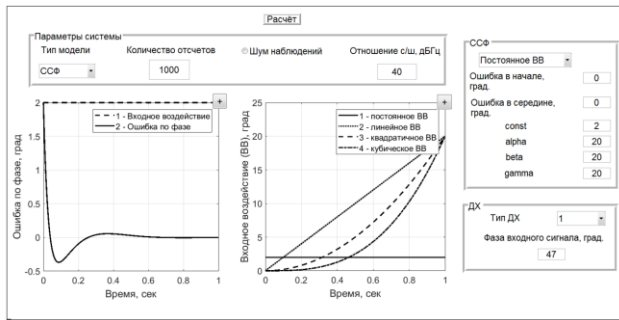 Расчёт
Параметры системы
Тип модели
Количество отсчетов
Шум наблюдений
Отношение с/ш, дБГц
ССФ
1000
40
ССФ
Постоянное ВВ
Ошибка в начале, град.
0
Ошибка в середине, град.
0
const
2
alpha
20
beta
20
gamma
20
ДХ
Тип ДХ
1
Фаза входного сигнала, град.
47
+
1 - Входное воздействие
2 - Ошибка по фазе
Ошибка по фазе, град
2
1.5
1
0.5
0
-0.5
0
0.2
0.4
0.6
0.8
1
Время, сек
+
1 - постоянное ВВ
2 - линейное ВВ
3 - квадратичное ВВ
4 - кубическое ВВ
Входное воздействие (ВВ), град
25
20
15
10
5
0
0
0.2
0.4
0.6
0.8
1
Время, сек